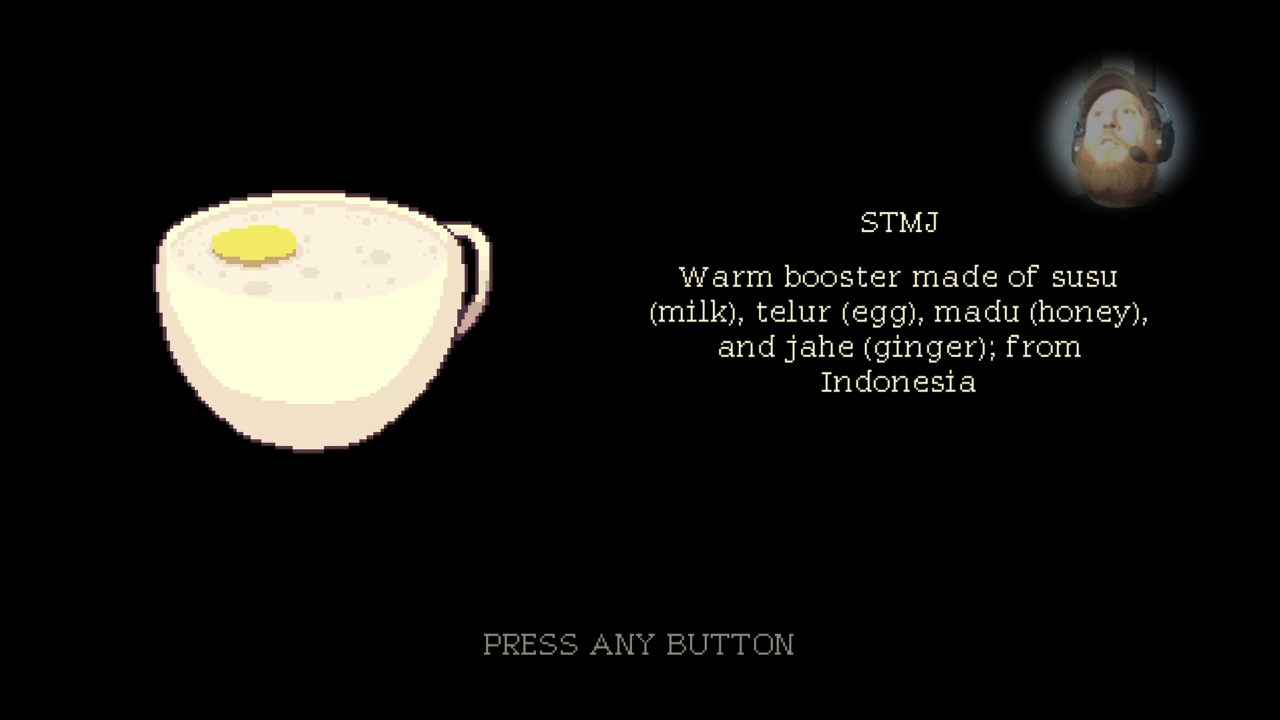 STMJ
Warm booster made of susu
(milk), telur (egg), madu (honey),
and jahe (ginger); from
Indonesia
PRESS ANY BUTTON